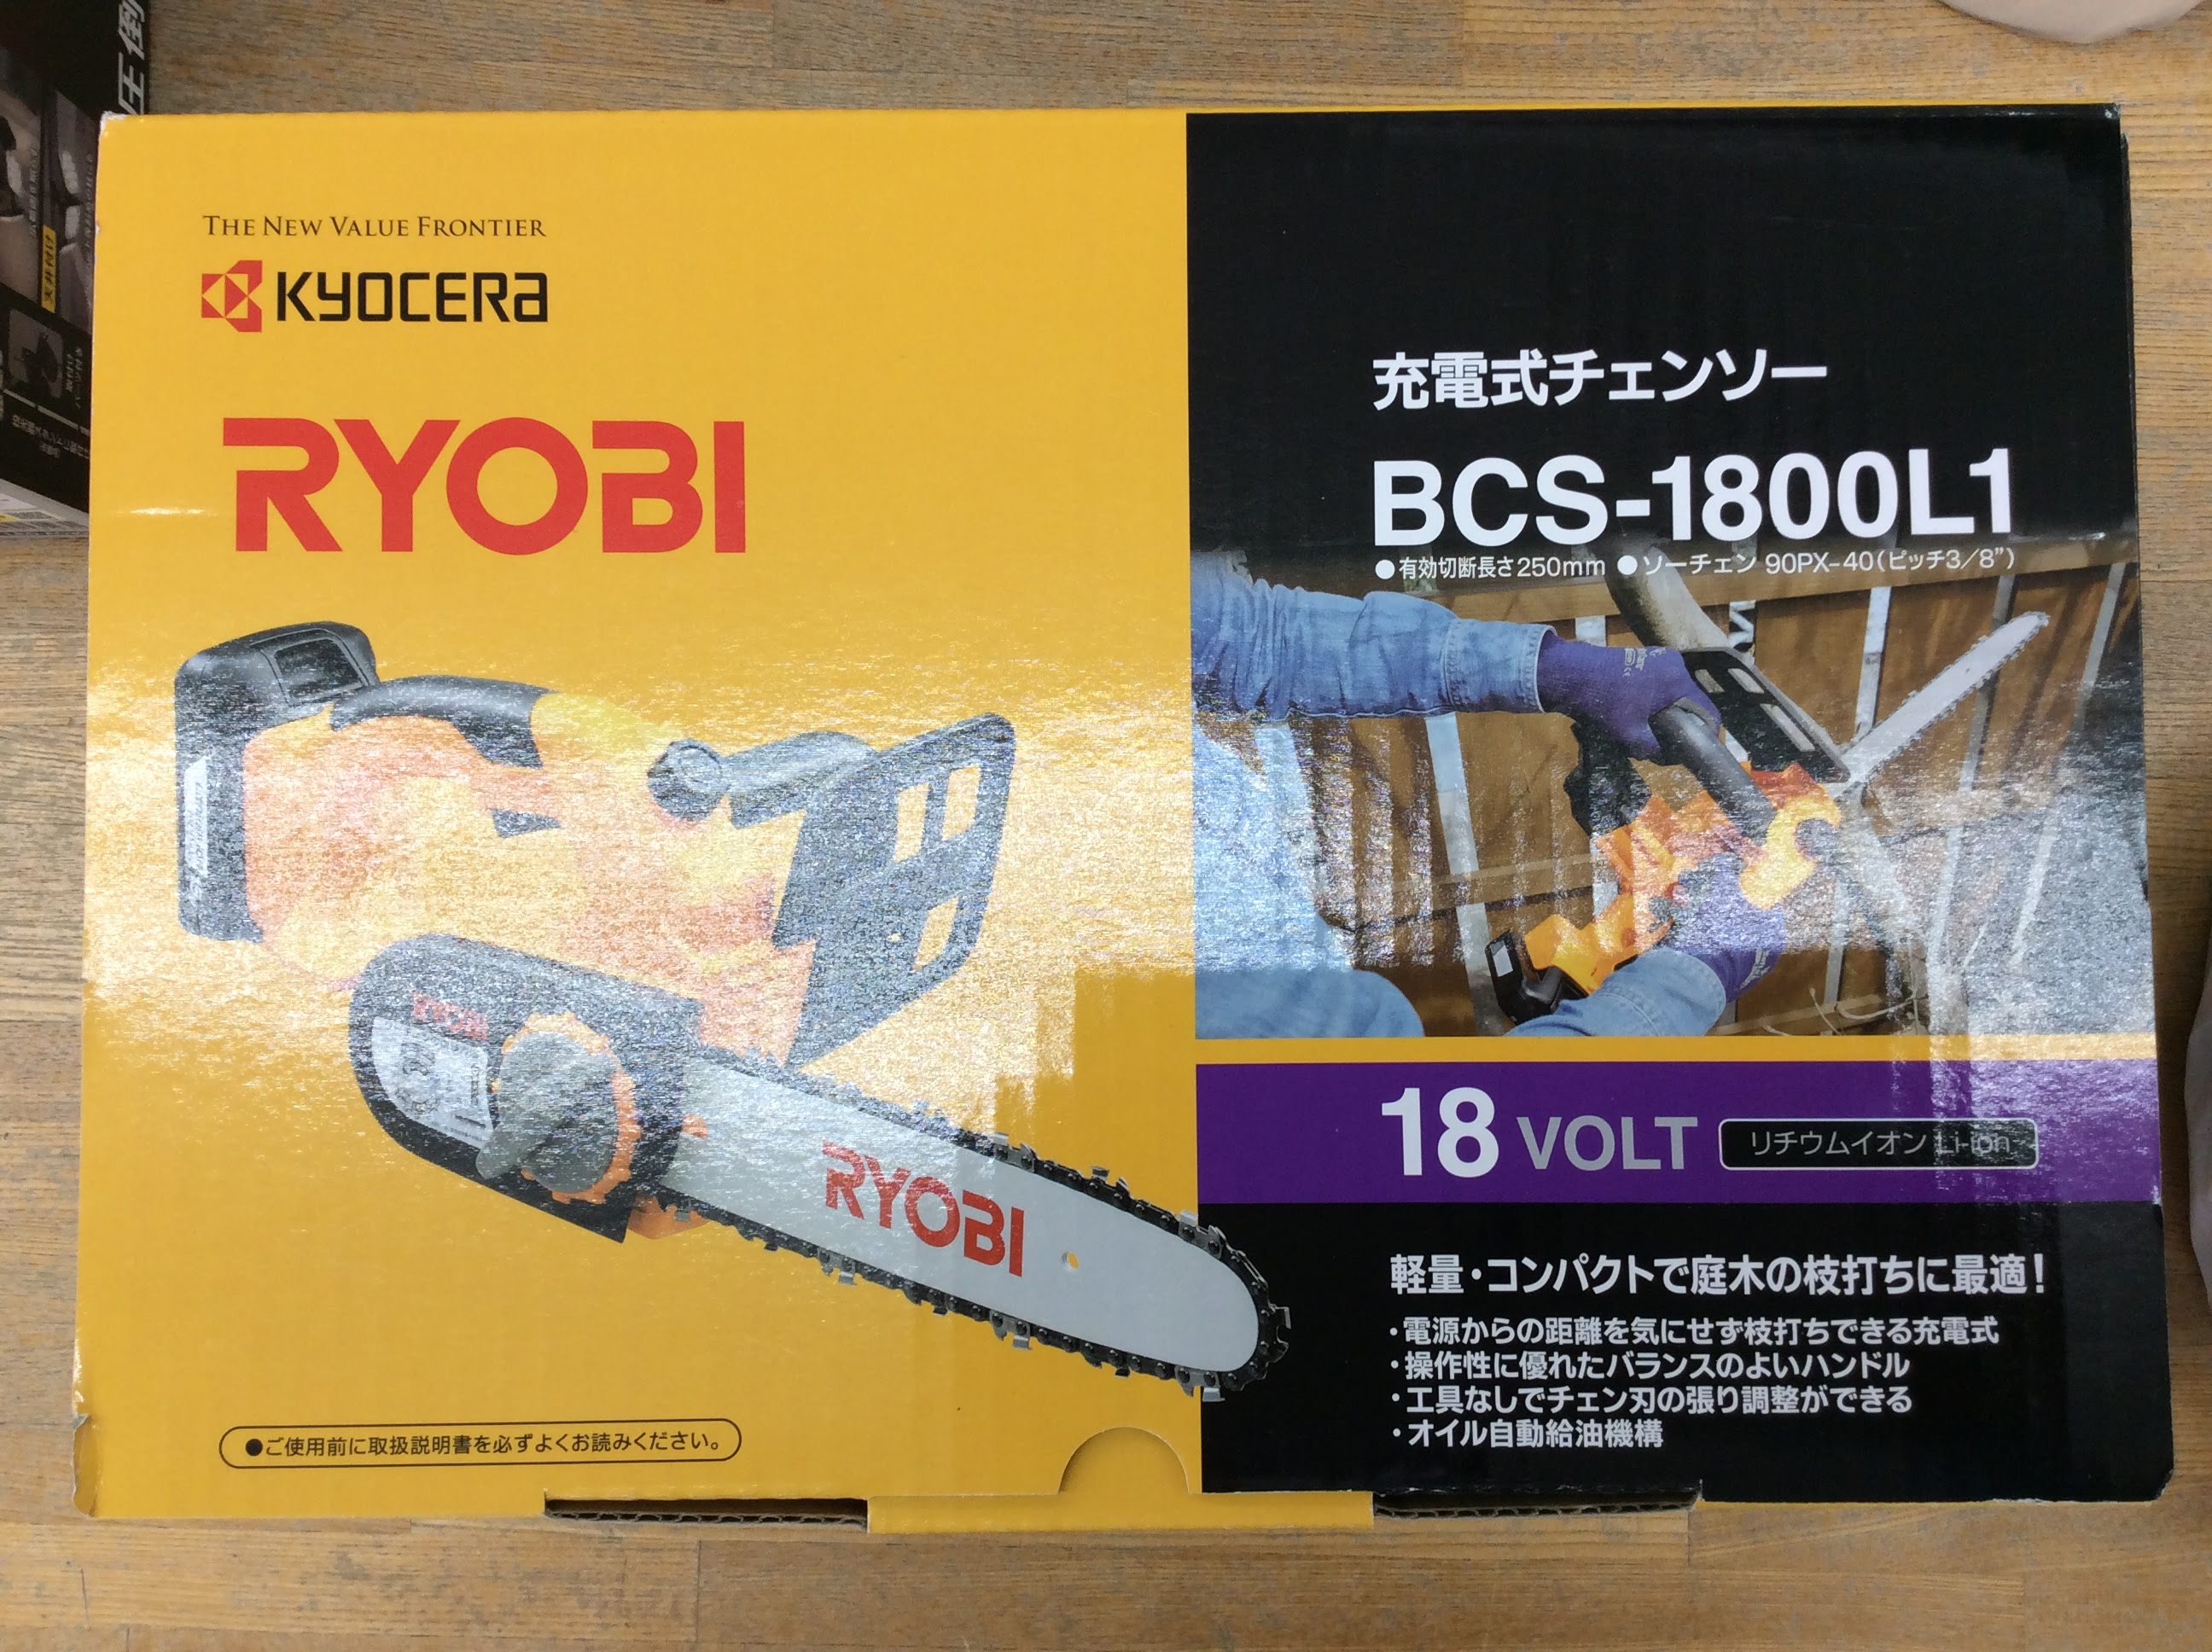 THE NEW VALUE FRONTIER
KYOCERA
RYOBI
充電式チェンソー
BCS-1800L1
●有効切断長さ250mm ●ソーチェン 90PX-40(ピッチ3/8")
RYOBI
RYOBI
18 VOLT リチウムイオン Li-ion
軽量・コンパクトで庭木の枝打ちに最適!
・電源からの距離を気にせず枝打ちできる充電式
・操作性に優れたバランスのよいハンドル
・工具なしでチェン刃の張り調整ができる
・オイル自動給油機構
●ご使用前に取扱説明書を必ずよくお読みください。
圧倒
天井付け